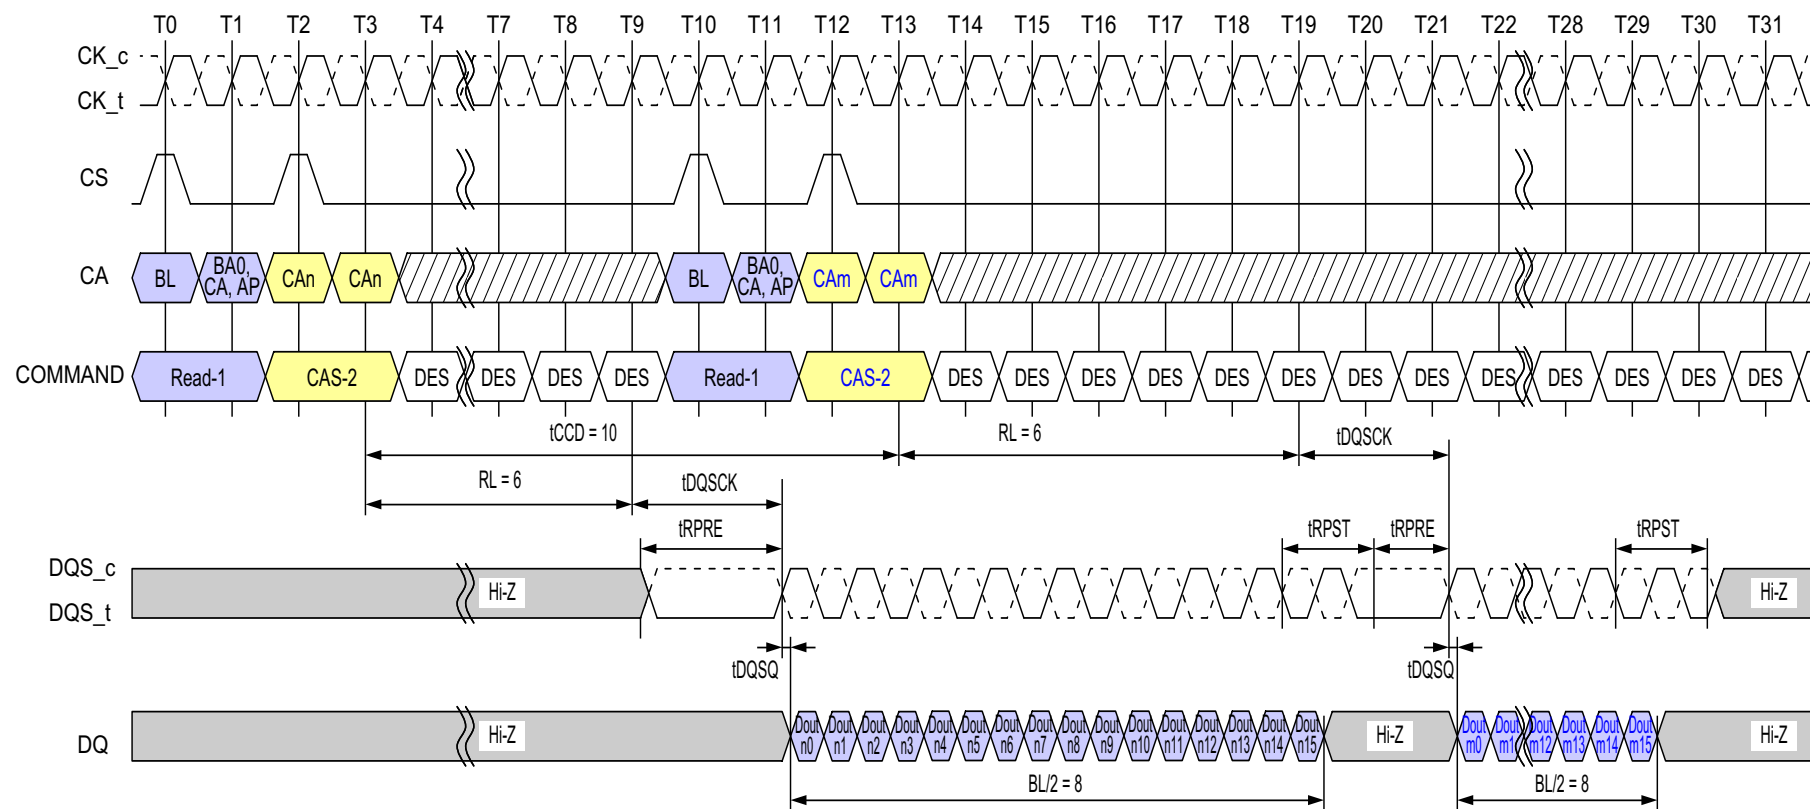 T0 T1 T2 T3 T4 T7 T8 T9 T10 T11 T12 T13 T14 T15 T16 T17 T18 T19 T20 T21 T22 T28 T29 T30 T31
CK_c
CK_t
CS
CA BL BA0, CA, AP CAn CAn BL BA0, CA, AP CAm CAm
COMMAND Read-1 CAS-2 DES DES DES DES Read-1 CAS-2 DES DES DES DES DES DES DES DES DES DES DES DES DES
tCCD = 10 RL = 6 tDQSCK
RL = 6 tDQSCK
tRPRE tRPST tRPRE tRPST
DQS_c
Hi-Z Hi-Z
DQS_t
tDQSQ tDQSQ
DQ Hi-Z Dout n0 Dout n1 Dout n2 Dout n3 Dout n4 Dout n5 Dout n6 Dout n7 Dout n8 Dout n9 Dout n10 Dout n11 Dout n12 Dout n13 Dout n14 Dout n15 Hi-Z Dout m0 Dout m1 Dout m12 Dout m13 Dout m14 Dout m15 Hi-Z
BL/2 = 8 BL/2 = 8